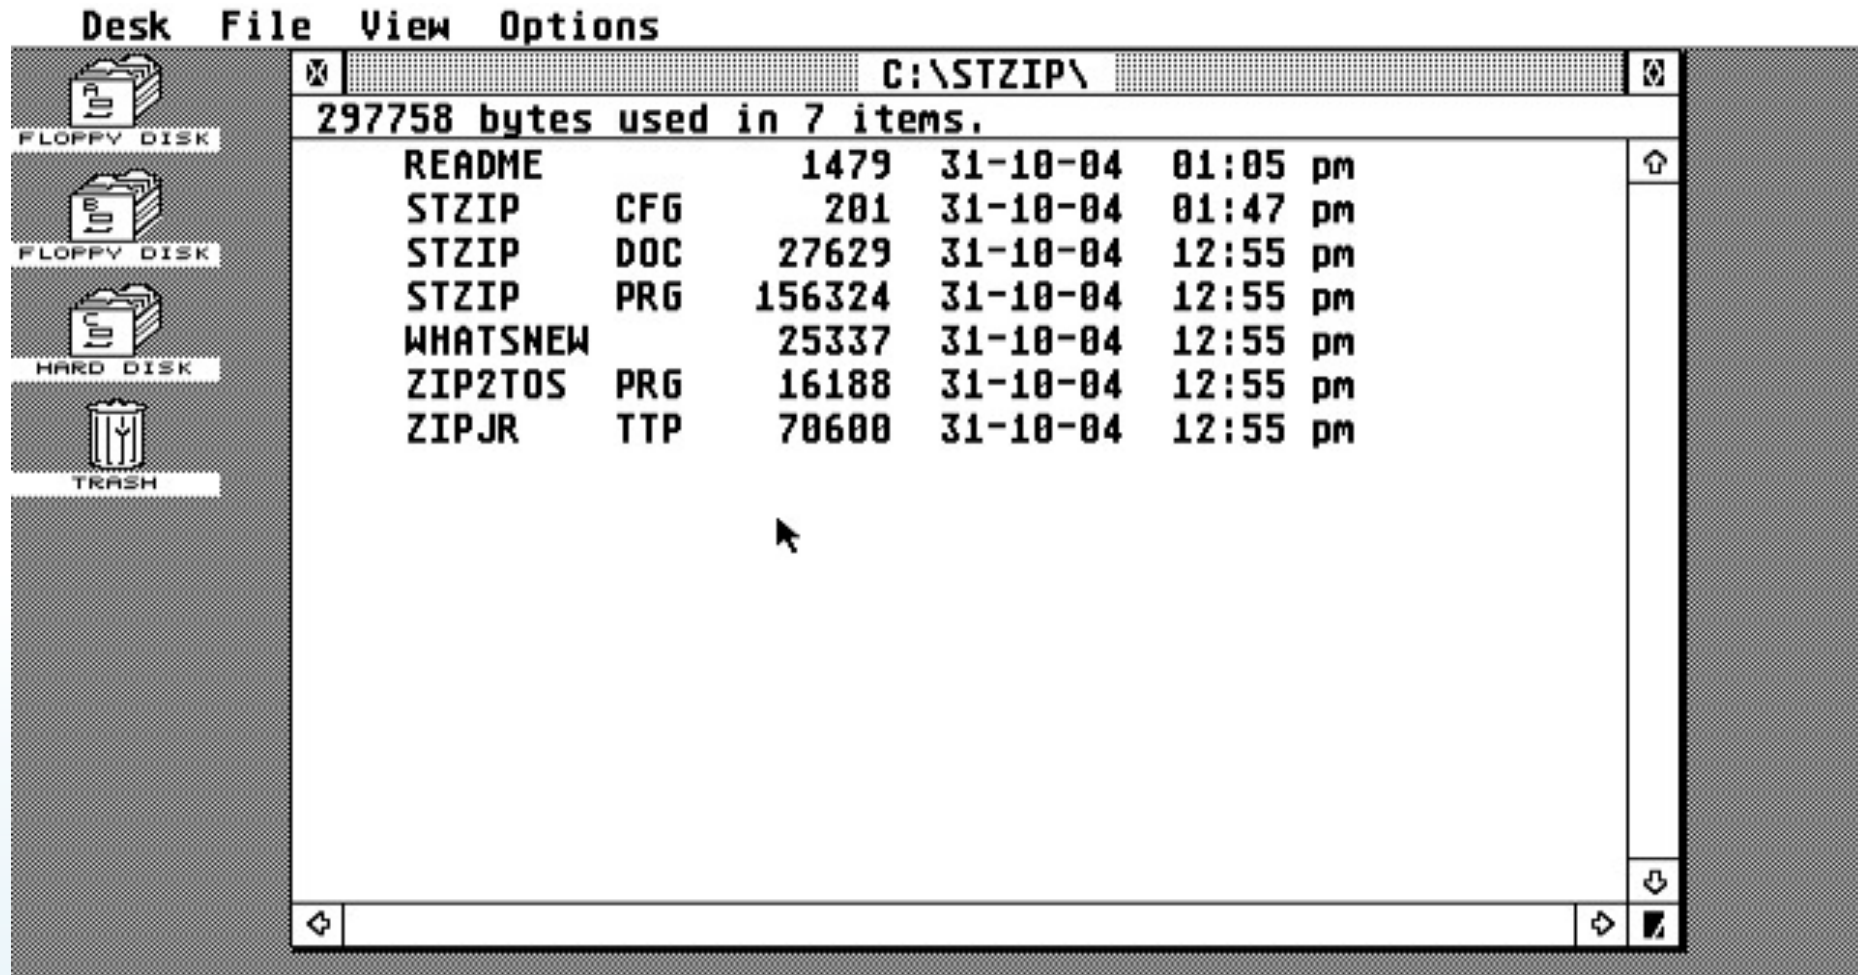 Desk File View Options
A
FLOPPY DISK
B
FLOPPY DISK
C
HARD DISK
TRASH
C:\STZIP\
297758 bytes used in 7 items.
README 1479 31-10-04 01:05 pm
STZIP CFG 201 31-10-04 01:47 pm
STZIP DOC 27629 31-10-04 12:55 pm
STZIP PRG 156324 31-10-04 12:55 pm
WHATSNEW 25337 31-10-04 12:55 pm
ZIP2TOS PRG 16188 31-10-04 12:55 pm
ZIPJR TTP 70600 31-10-04 12:55 pm